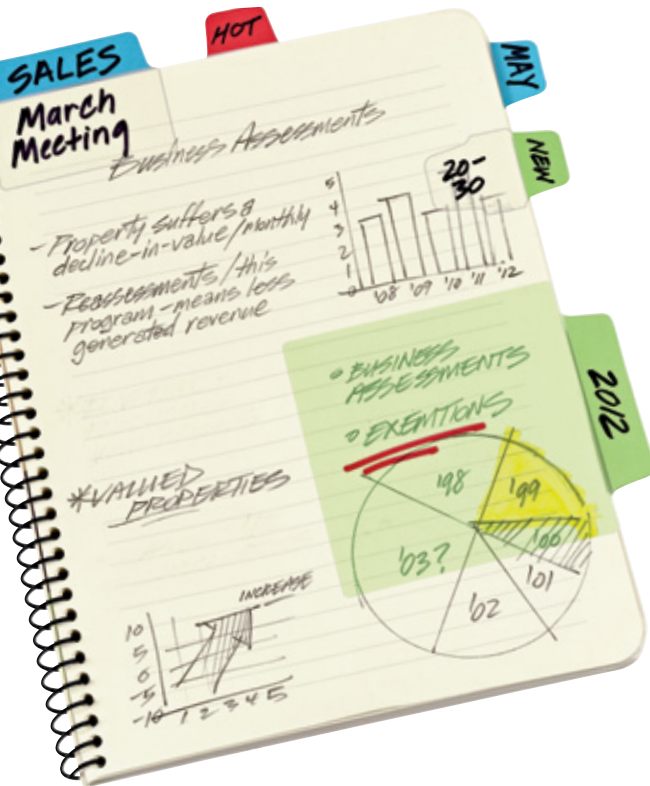 HOT
SALES
MAY
March
Meeting
Business Assessments
NEW
20-
30
- Property suffers a
decline-in-value/monthly
- Reassessments/this
program - means less
generated revenue
5
4
3
2
1
0
'08 '09 '10 '11 '12
• BUSINESS
ASSESSMENTS
• EXEMTIONS
2012
*VALUED
PROPERTIES
'98
'99
'00
'01
'02
'03?
INCREASE
10
5
0
-5
-10 1 2 3 4 5